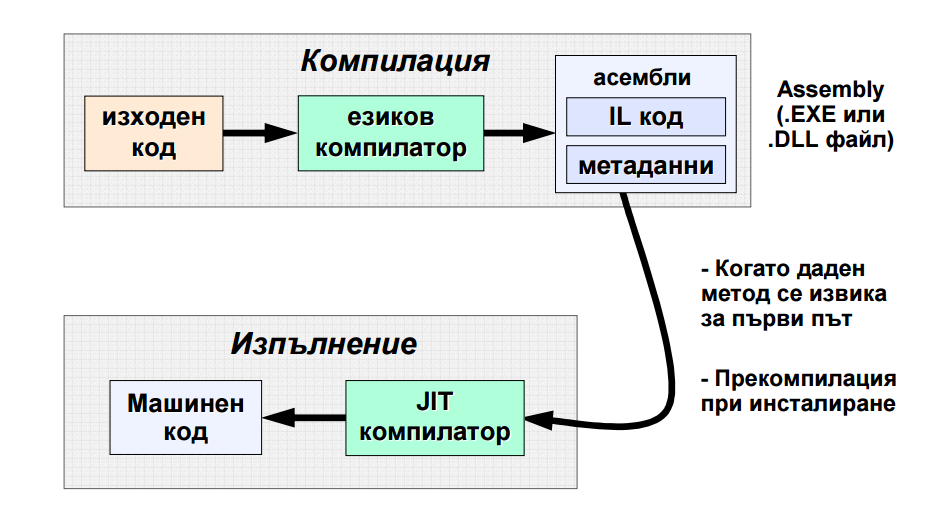 Компилация
изходен
код
езиков
компилатор
асембли
IL код
метаданни
Assembly
(.EXE или
.DLL файл)
- Когато даден
метод се извика
за първи път
- Прекомпилация
при инсталиране
Изпълнение
Машинен
код
JIT
компилатор